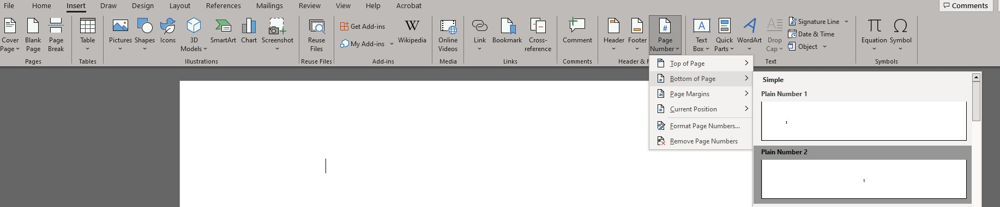 File Home Insert Draw Design Layout References Mailings Review View Help Acrobat Comments
Cover Page
Blank Page
Page Break
Pages
Table
Tables
Pictures
Shapes
Icons
3D Models
SmartArt
Chart
Screenshot
Illustrations
Reuse Files
Reuse Files
Get Add-ins
My Add-ins
Wikipedia
W
Add-ins
Online Videos
Media
Link
Bookmark
Cross-reference
Links
Comment
Comments
Header
Footer
Page Number
#
Header & F
A
Text Box
Quick Parts
A
WordArt
A
Drop Cap
Signature Line
Date & Time
Object
Text
π
Equation
Ω
Symbol
Symbols
Top of Page
Bottom of Page
Page Margins
Current Position
Format Page Numbers...
Remove Page Numbers
Simple
Plain Number 1
1
Plain Number 2
1